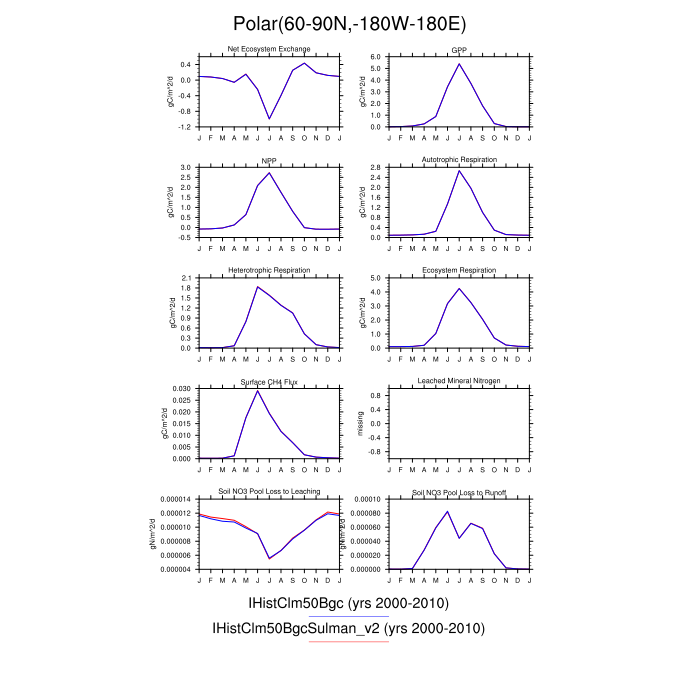 Polar(60-90N,-180W-180E)
Net Ecosystem Exchange
gC/m^2/d
0.4
0.0
-0.4
-0.8
-1.2
J F M A M J J A S O N D J
GPP
gC/m^2/d
6.0
5.0
4.0
3.0
2.0
1.0
0.0
J F M A M J J A S O N D J
NPP
gC/m^2/d
3.0
2.5
2.0
1.5
1.0
0.5
0.0
-0.5
J F M A M J J A S O N D J
Autotrophic Respiration
gC/m^2/d
2.8
2.4
2.0
1.6
1.2
0.8
0.4
0.0
J F M A M J J A S O N D J
Heterotrophic Respiration
gC/m^2/d
2.1
1.8
1.5
1.2
0.9
0.6
0.3
0.0
J F M A M J J A S O N D J
Ecosystem Respiration
gC/m^2/d
5.0
4.0
3.0
2.0
1.0
0.0
J F M A M J J A S O N D J
Surface CH4 Flux
gC/m^2/d
0.030
0.025
0.020
0.015
0.010
0.005
0.000
J F M A M J J A S O N D J
Leached Mineral Nitrogen
missing
0.8
0.4
0.0
-0.4
-0.8
J F M A M J J A S O N D J
Soil NO3 Pool Loss to Leaching
gN/m^2/d
0.000014
0.000012
0.000010
0.000008
0.000006
0.000004
J F M A M J J A S O N D J
Soil NO3 Pool Loss to Runoff
gN/m^2/d
0.00010
0.000080
0.000060
0.000040
0.000020
0.000000
J F M A M J J A S O N D J
IHistClm50Bgc (yrs 2000-2010)
IHistClm50BgcSulman_v2 (yrs 2000-2010)